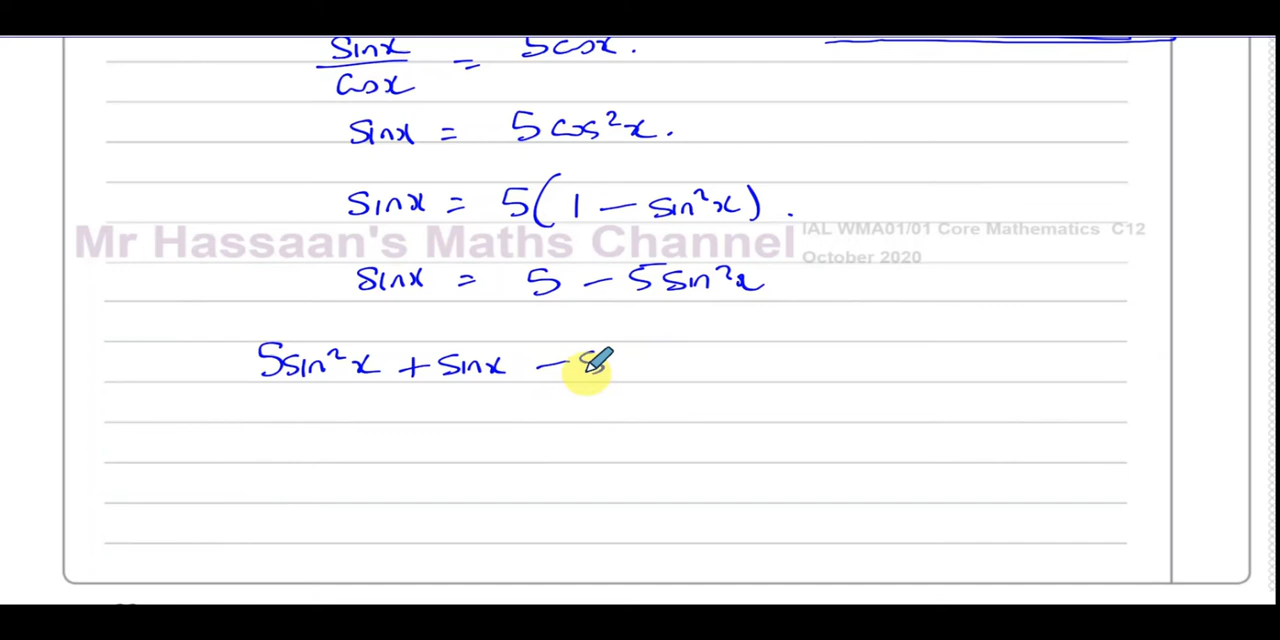 sinx/cosx = 5cosx.
sinx = 5cos²x.
sinx = 5(1 - sin²x).
Mr Hassaan's Maths Channel
IAL WMA01/01 Core Mathematics C12
October 2020
sinx = 5 - 5sin²x
5sin²x + sinx -